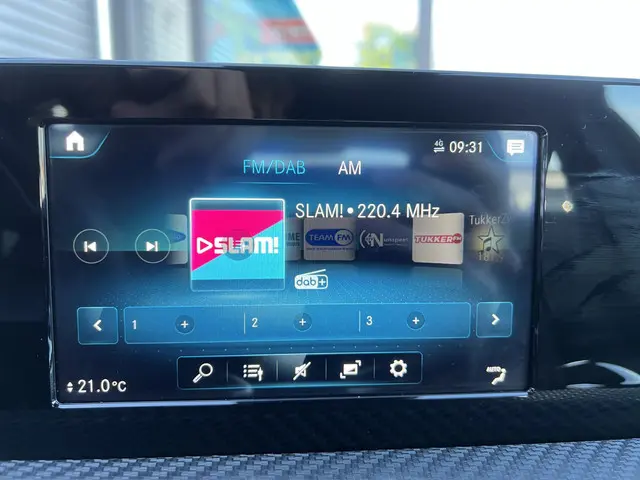 4G 09:31
FM/DAB AM
SLAM! • 220.4 MHz
SLAM!
TEAM FM
TUKKER FM
Tukker
dab+
1 2 3
21.0°C
AUTO